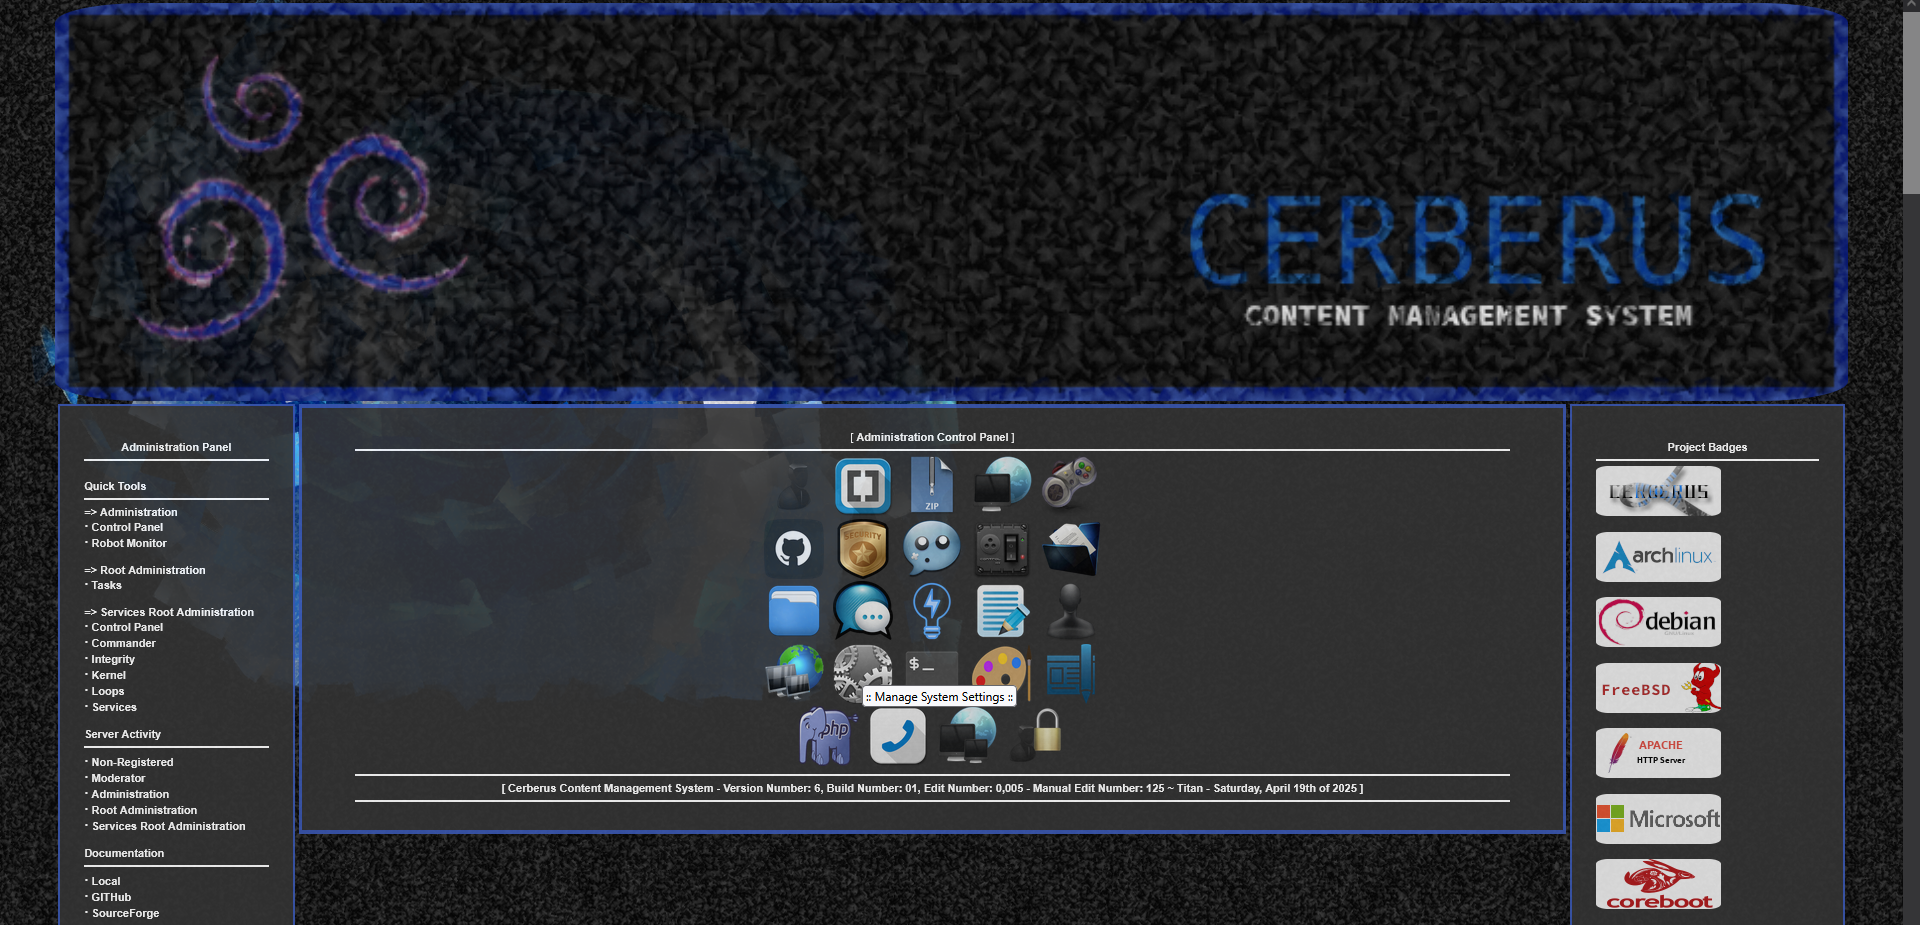 CERBERUS
CONTENT MANAGEMENT SYSTEM
Administration Panel
Quick Tools
=> Administration
· Control Panel
· Robot Monitor
=> Root Administration
· Tasks
=> Services Root Administration
· Control Panel
· Commander
· Integrity
· Kernel
· Loops
· Services
Server Activity
· Non-Registered
· Moderator
· Administration
· Root Administration
· Services Root Administration
Documentation
· Local
· GITHub
· SourceForge
[ Administration Control Panel ]
ZIP
SECURITY
$_
:: Manage System Settings ::
php
[ Cerberus Content Management System - Version Number: 6, Build Number: 01, Edit Number: 0,005 - Manual Edit Number: 125 ~ Titan - Saturday, April 19th of 2025 ]
Project Badges
CERBERUS
archlinux
debian
FreeBSD
APACHE
HTTP Server
Microsoft
coreboot